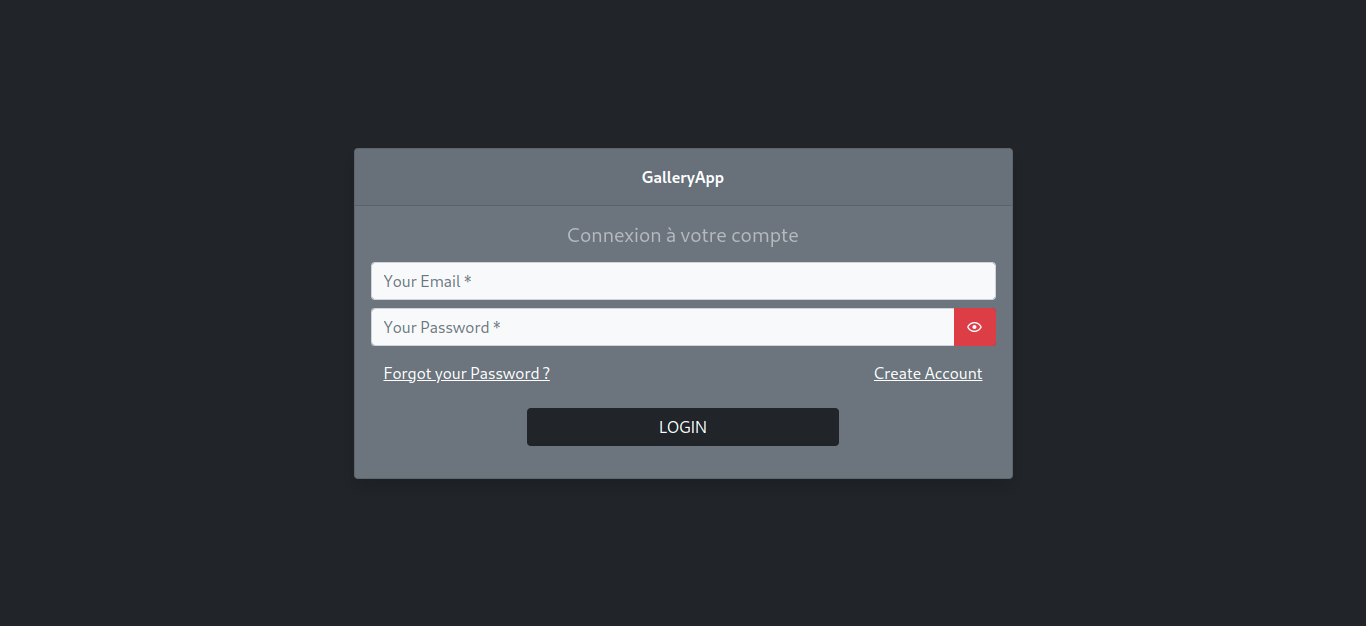 GalleryApp
Connexion à votre compte
Your Email *
Your Password *
Forgot your Password ? Create Account
LOGIN